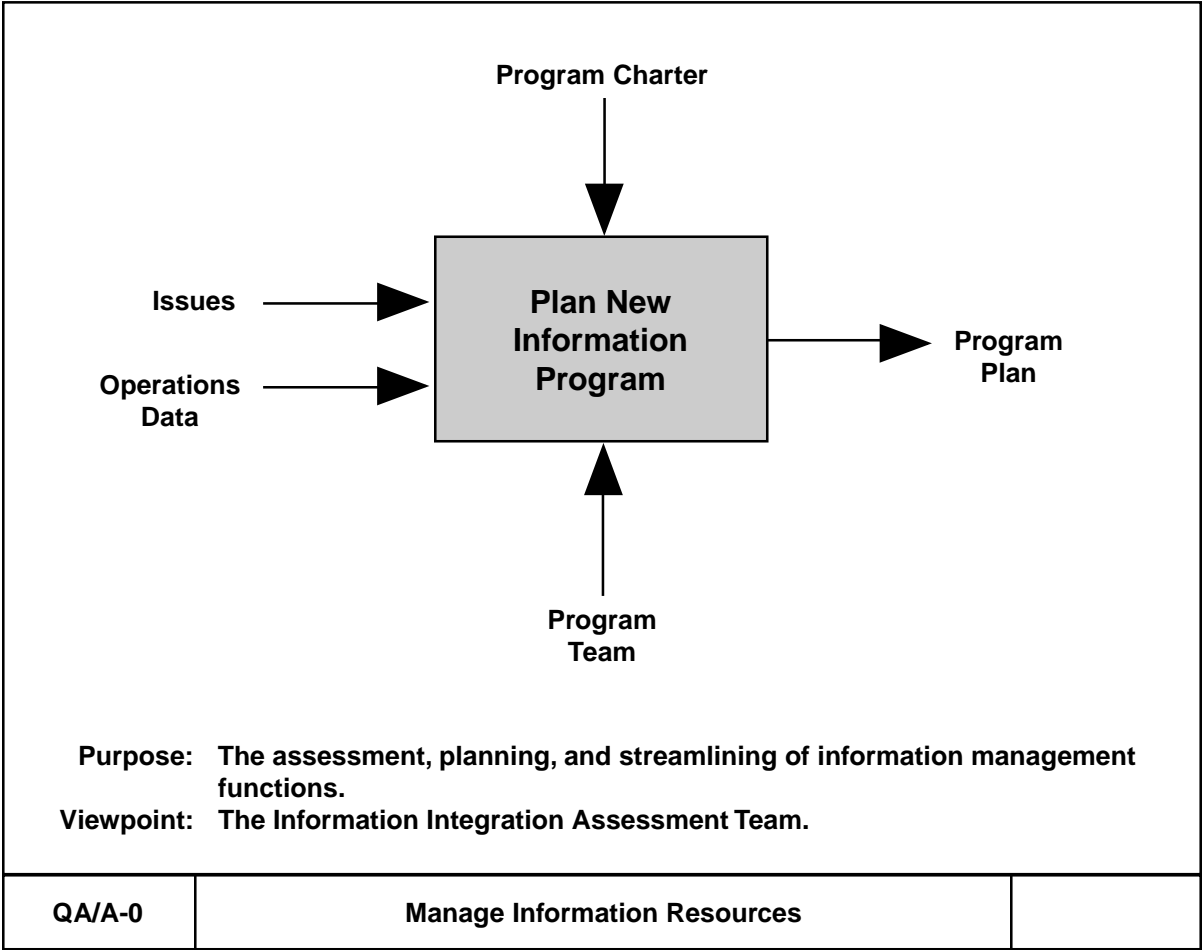 Program Charter
Issues
Operations
Data
Plan New
Information
Program
Program
Plan
Program
Team
Purpose: The assessment, planning, and streamlining of information management
functions.
Viewpoint: The Information Integration Assessment Team.
QA/A-0
Manage Information Resources